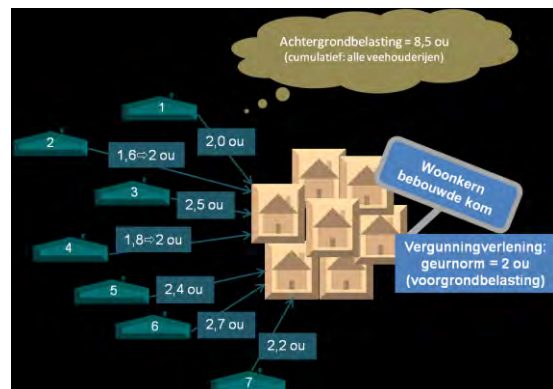 Achtergrondbelasting = 8,5 ou
(cumulatief: alle veehouderijen)
1
2
2,0 ou
1,6⇨2 ou
3
2,5 ou
4
1,8⇨2 ou
5
2,4 ou
6
2,7 ou
7
2,2 ou
Woonkern
bebouwde kom
Vergunningverlening:
geurnorm = 2 ou
(voorgrondbelasting)